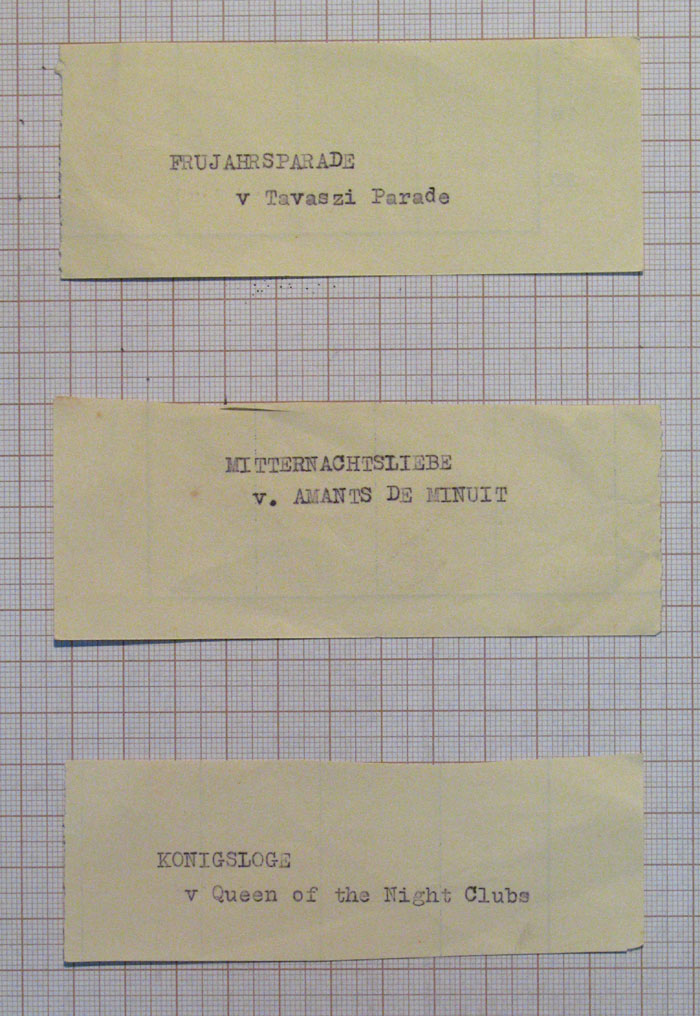 FRUJAHRSPARADE
v Tavaszi Parade
MITTERNACHTSLIEBE
v. AMANTS DE MINUIT
KONIGSLOGE
v Queen of the Night Clubs